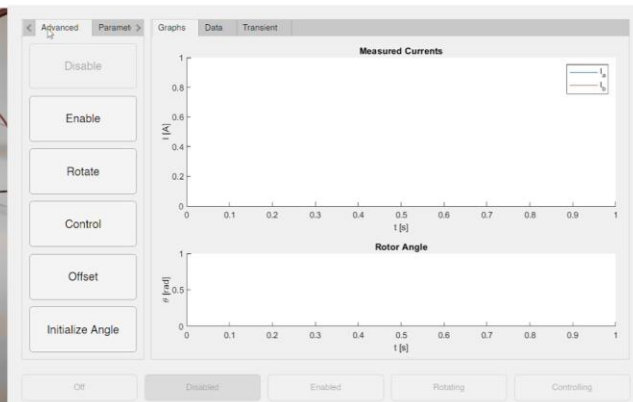 < Advanced Paramet >
Disable
Enable
Rotate
Control
Offset
Initialize Angle
Graphs Data Transient
Measured Currents
I_a
I_b
1
0.8
0.6
0.4
0.2
0
i [A]
0 0.1 0.2 0.3 0.4 0.5 0.6 0.7 0.8 0.9 1
t [s]
Rotor Angle
1
0.5
0
θ [rad]
0 0.1 0.2 0.3 0.4 0.5 0.6 0.7 0.8 0.9 1
t [s]
Off Disabled Enabled Rotating Controlling